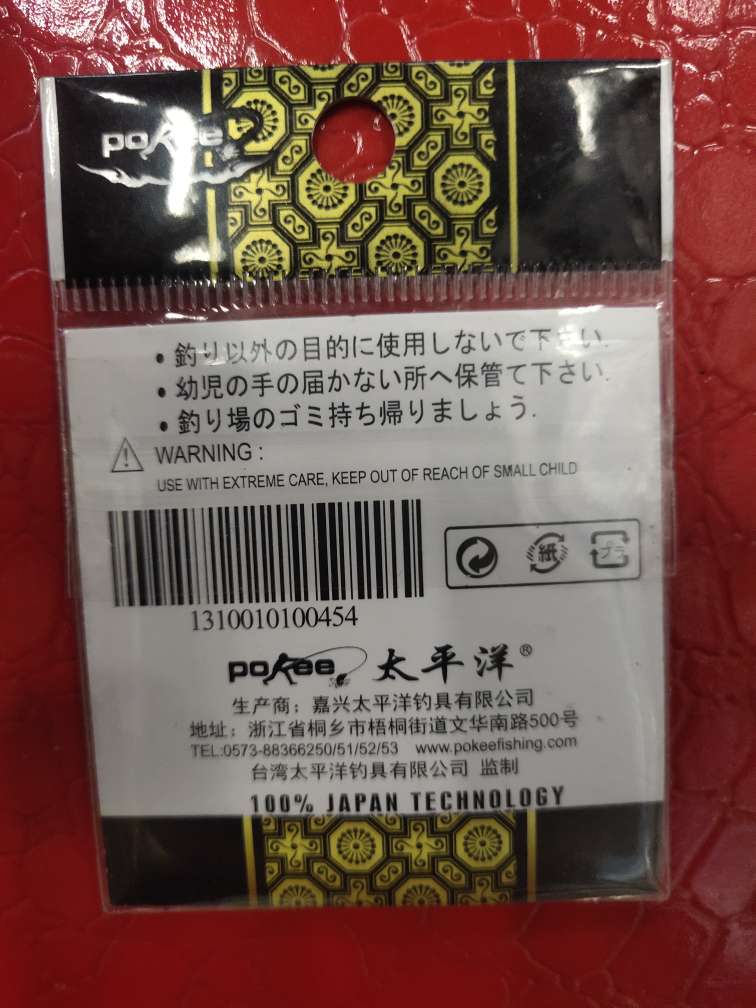 pokee
• 釣り以外の目的に使用しないで下さい.
• 幼児の手の届かない所へ保管て下さい.
• 釣り場のゴミ持ち帰りましょう.
WARNING :
USE WITH EXTREME CARE, KEEP OUT OF REACH OF SMALL CHILD
紙 プラ
1310010100454
pokee 太平洋®
生产商：嘉兴太平洋钓具有限公司
地址：浙江省桐乡市梧桐街道文华南路500号
TEL:0573-88366250/51/52/53 www.pokeefishing.com
台湾太平洋钓具有限公司 监制
100% JAPAN TECHNOLOGY